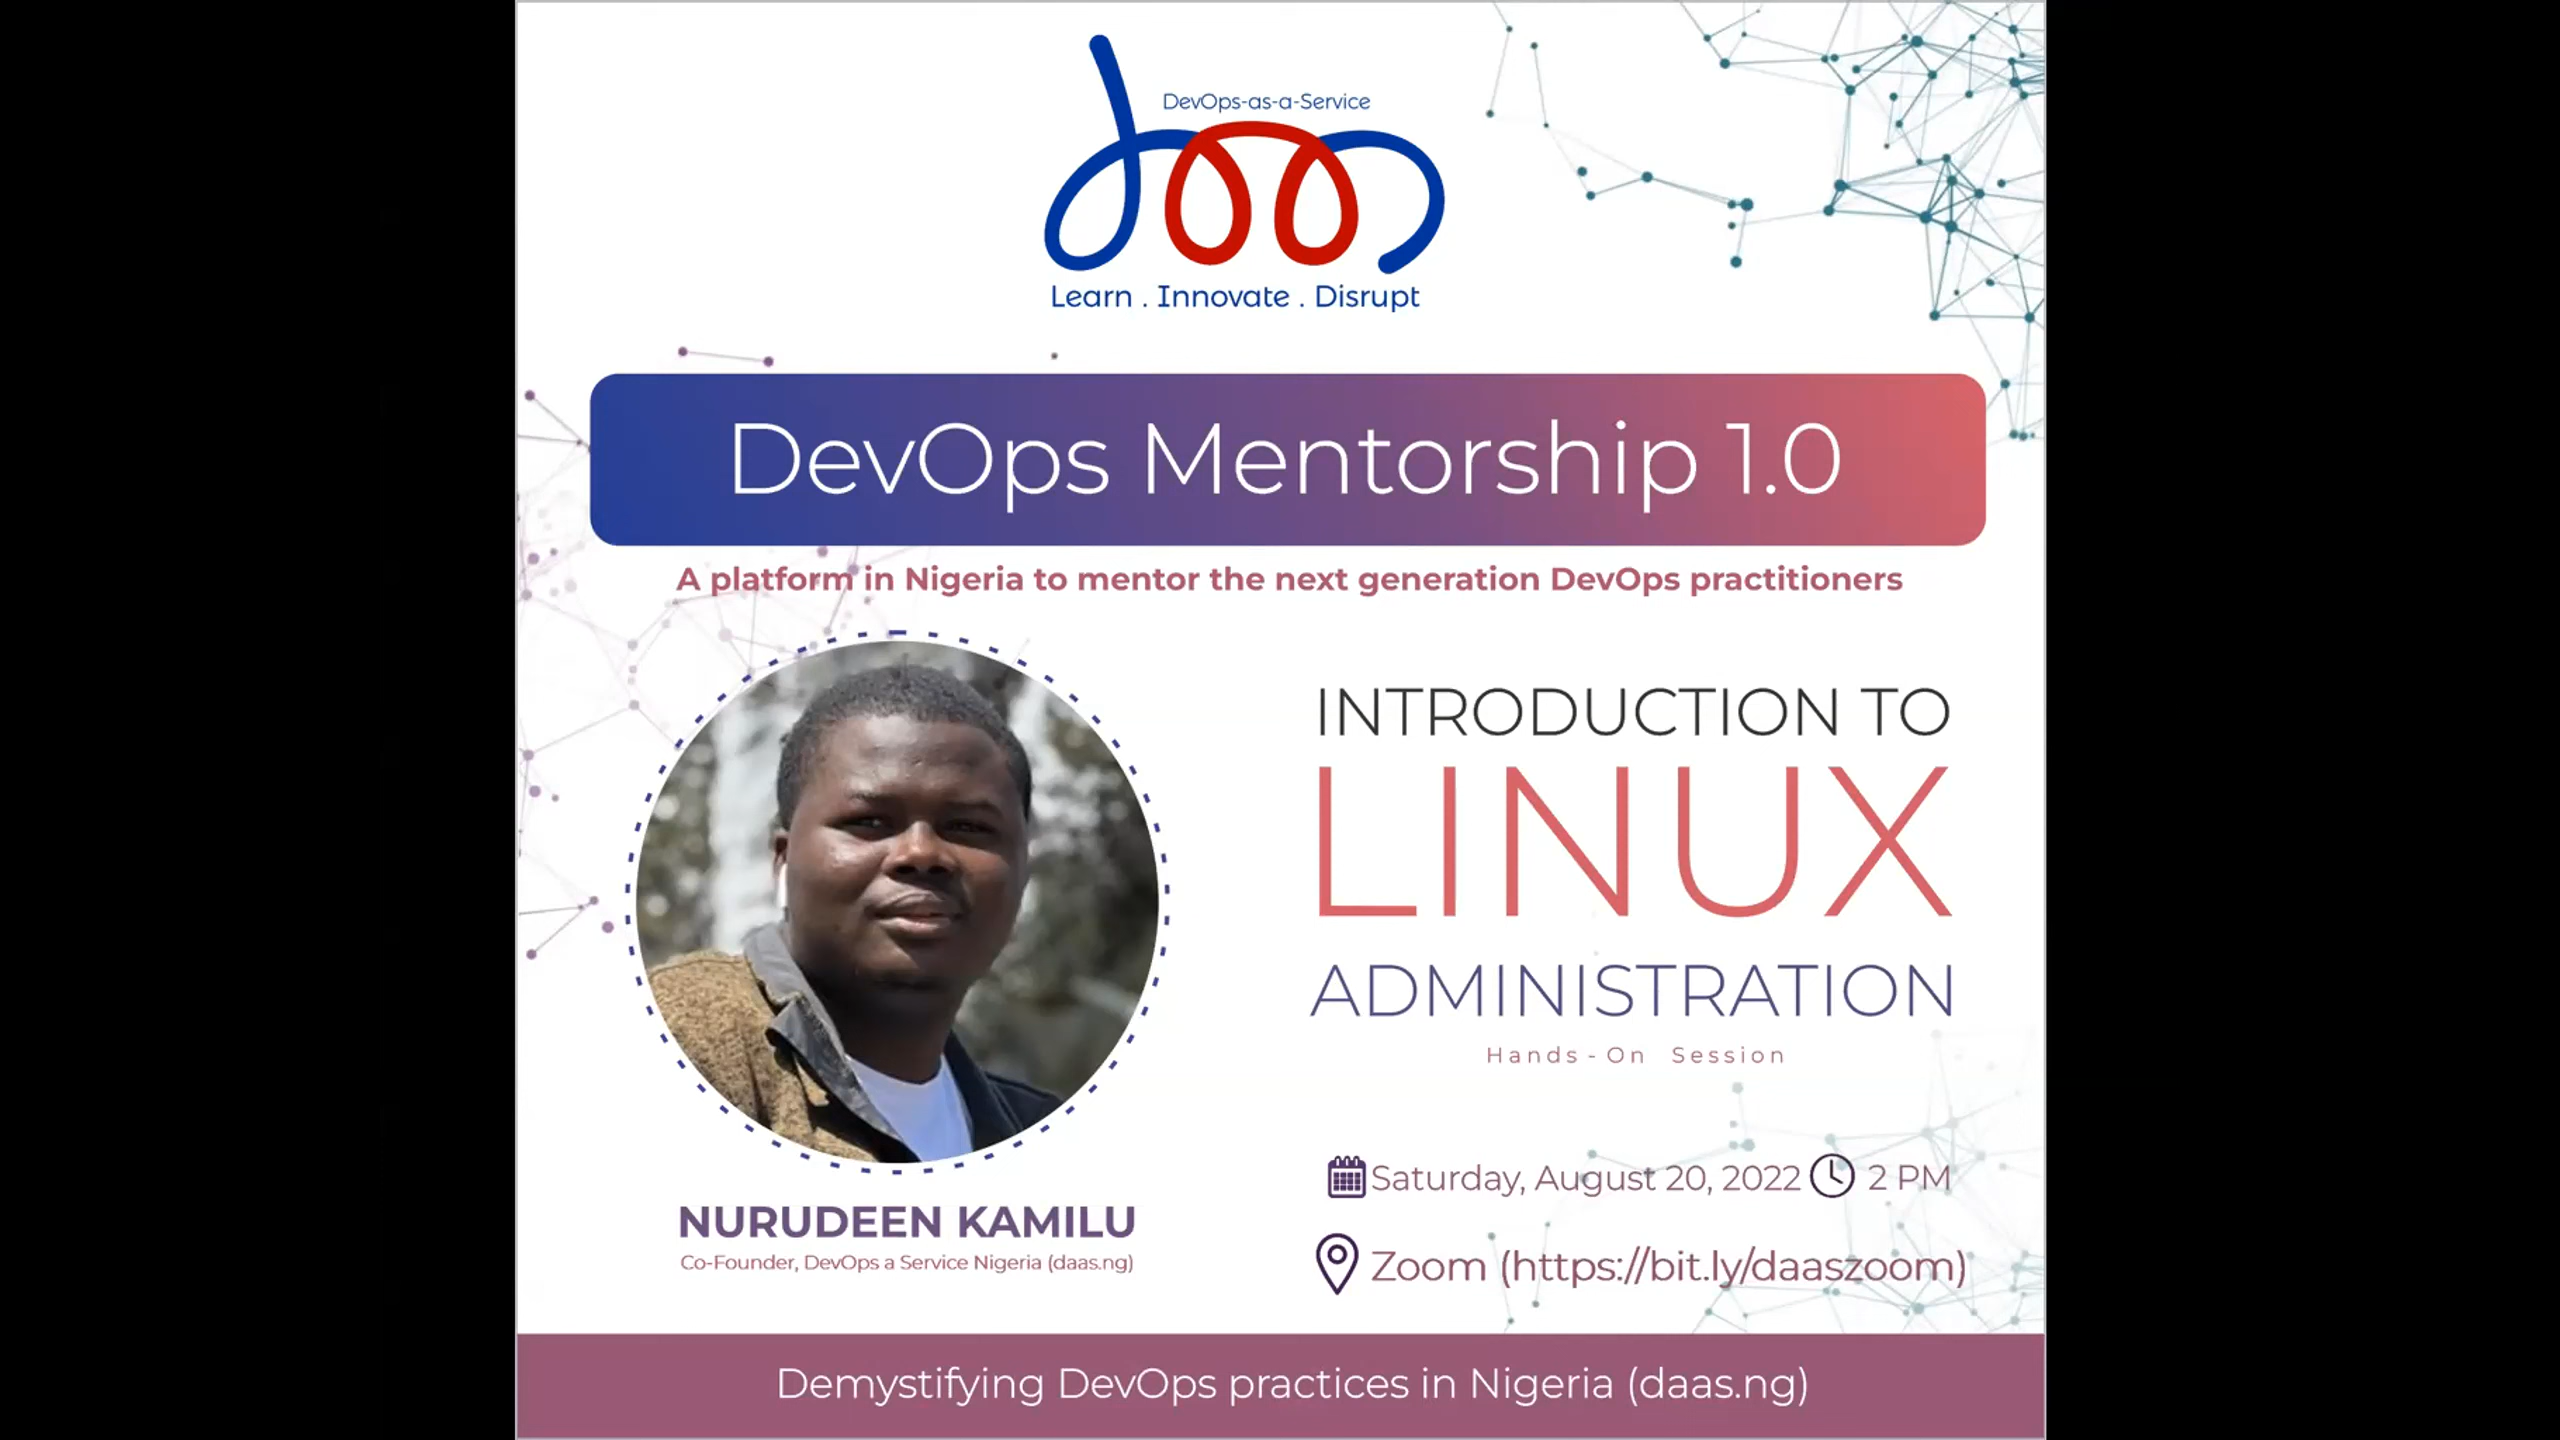 DevOps-as-a-Service
Learn . Innovate . Disrupt
DevOps Mentorship 1.0
A platform in Nigeria to mentor the next generation DevOps practitioners
INTRODUCTION TO
LINUX
ADMINISTRATION
Hands-On Session
Saturday, August 20, 2022 2 PM
Zoom (https://bit.ly/daaszoom)
NURUDEEN KAMILU
Co-Founder, DevOps a Service Nigeria (daas.ng)
Demystifying DevOps practices in Nigeria (daas.ng)